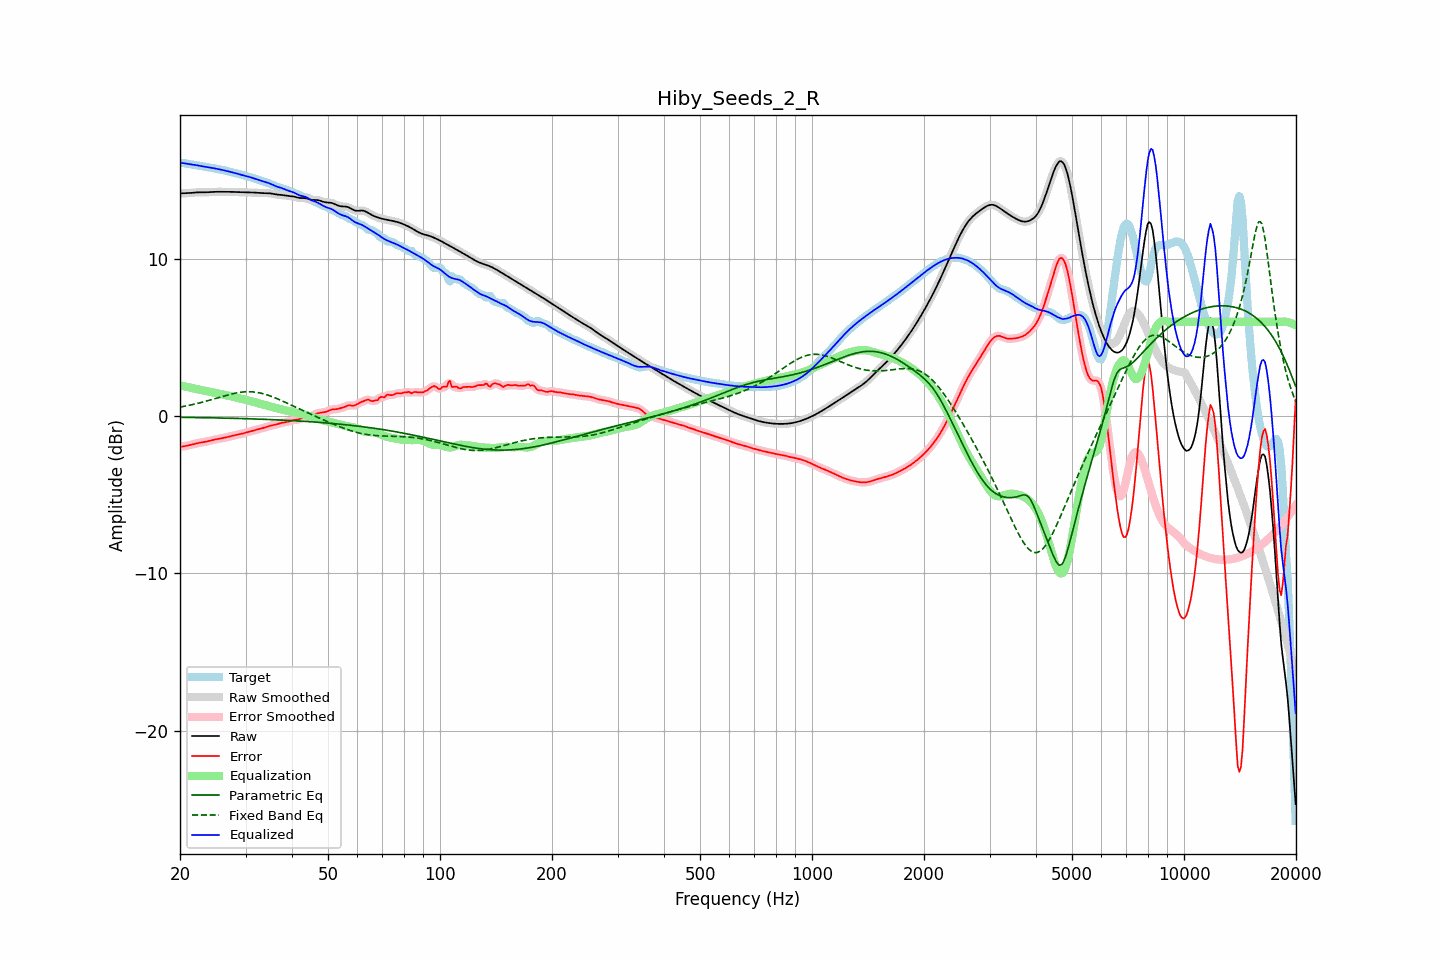 Hiby_Seeds_2_R
Amplitude (dBr)
10
0
−10
−20
Target
Raw Smoothed
Error Smoothed
Raw
Error
Equalization
Parametric Eq
Fixed Band Eq
Equalized
20 50 100 200 500 1000 2000 5000 10000 20000
Frequency (Hz)